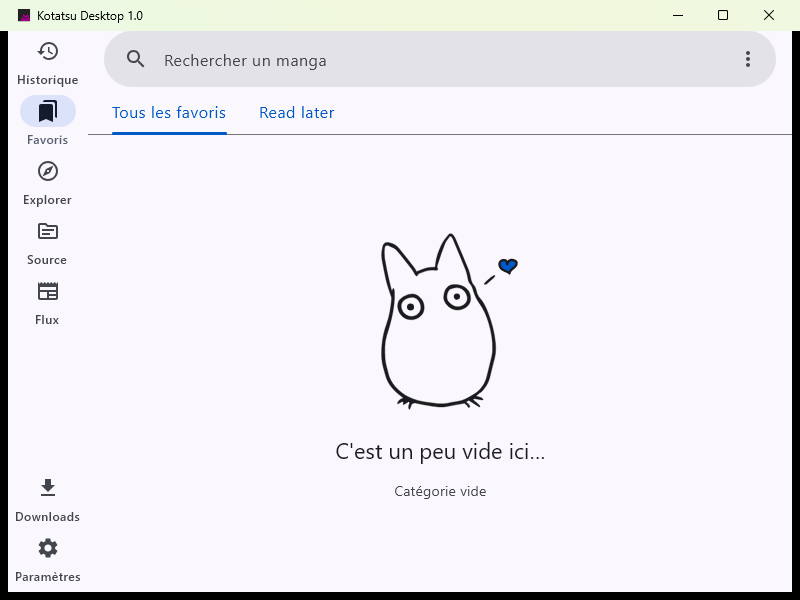 Kotatsu Desktop 1.0
Historique
Rechercher un manga
Tous les favoris
Read later
Favoris
Explorer
Source
Flux
C'est un peu vide ici...
Catégorie vide
Downloads
Paramètres